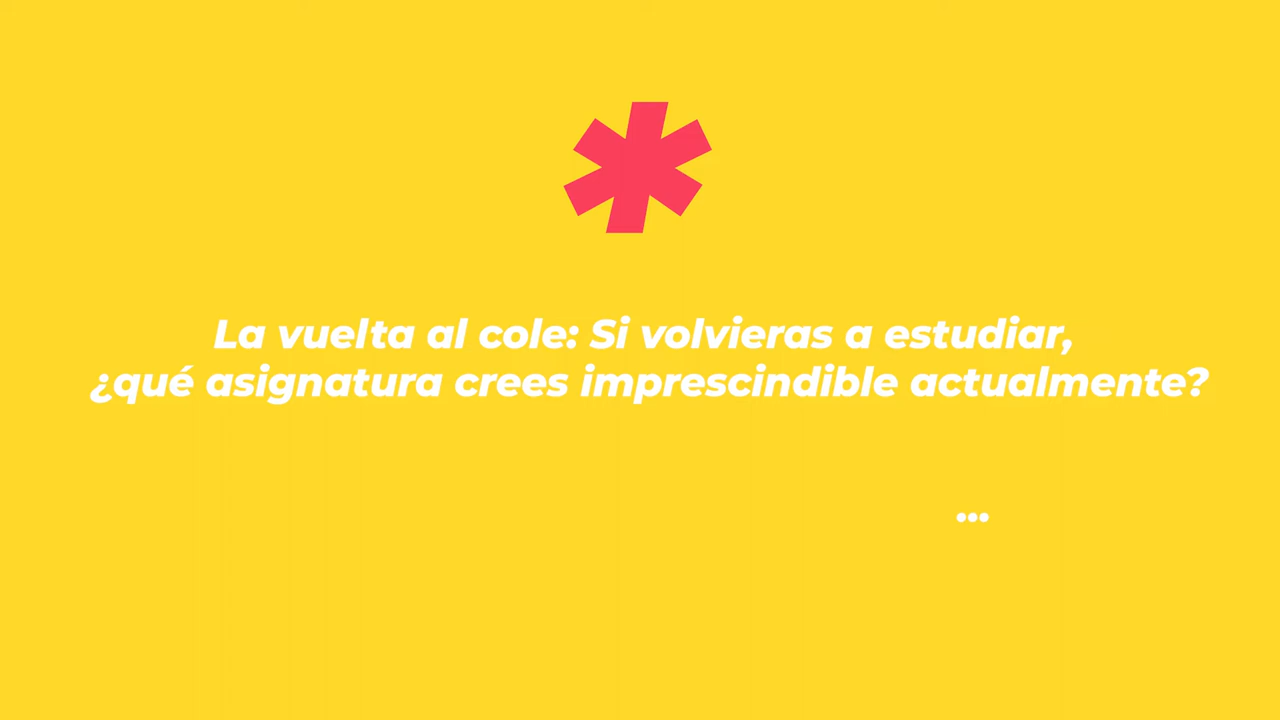 La vuelta al cole: Si volvieras a estudiar,
¿qué asignatura crees imprescindible actualmente?
...